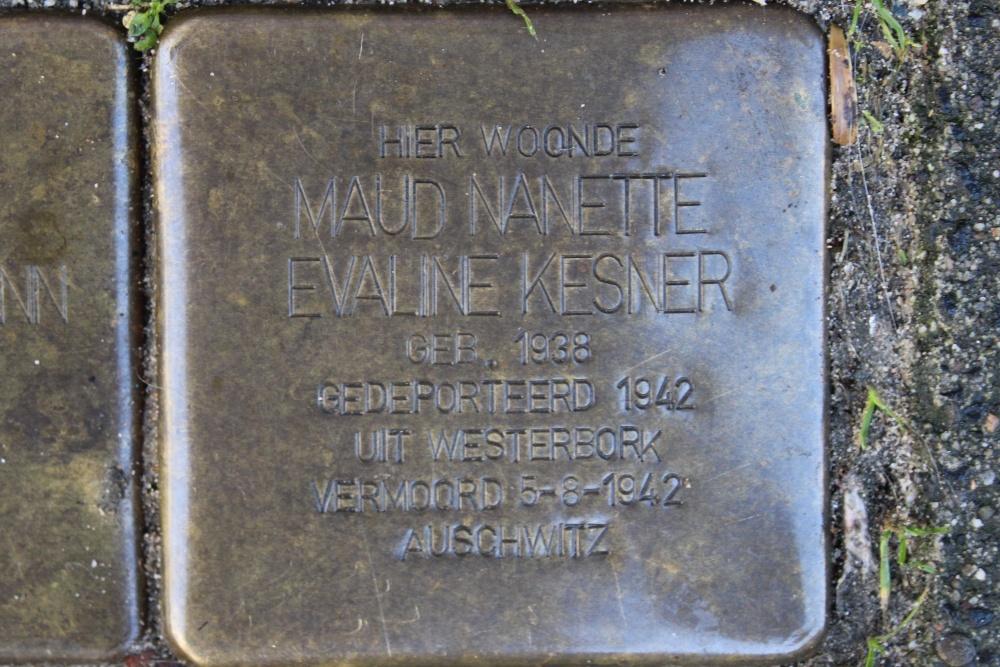 HIER WOONDE
MAUD NANETTE
EVALINE KESNER
GEB. 1938
GEDEPORTEERD 1942
UIT WESTERBORK
VERMOORD 5-8-1942
AUSCHWITZ